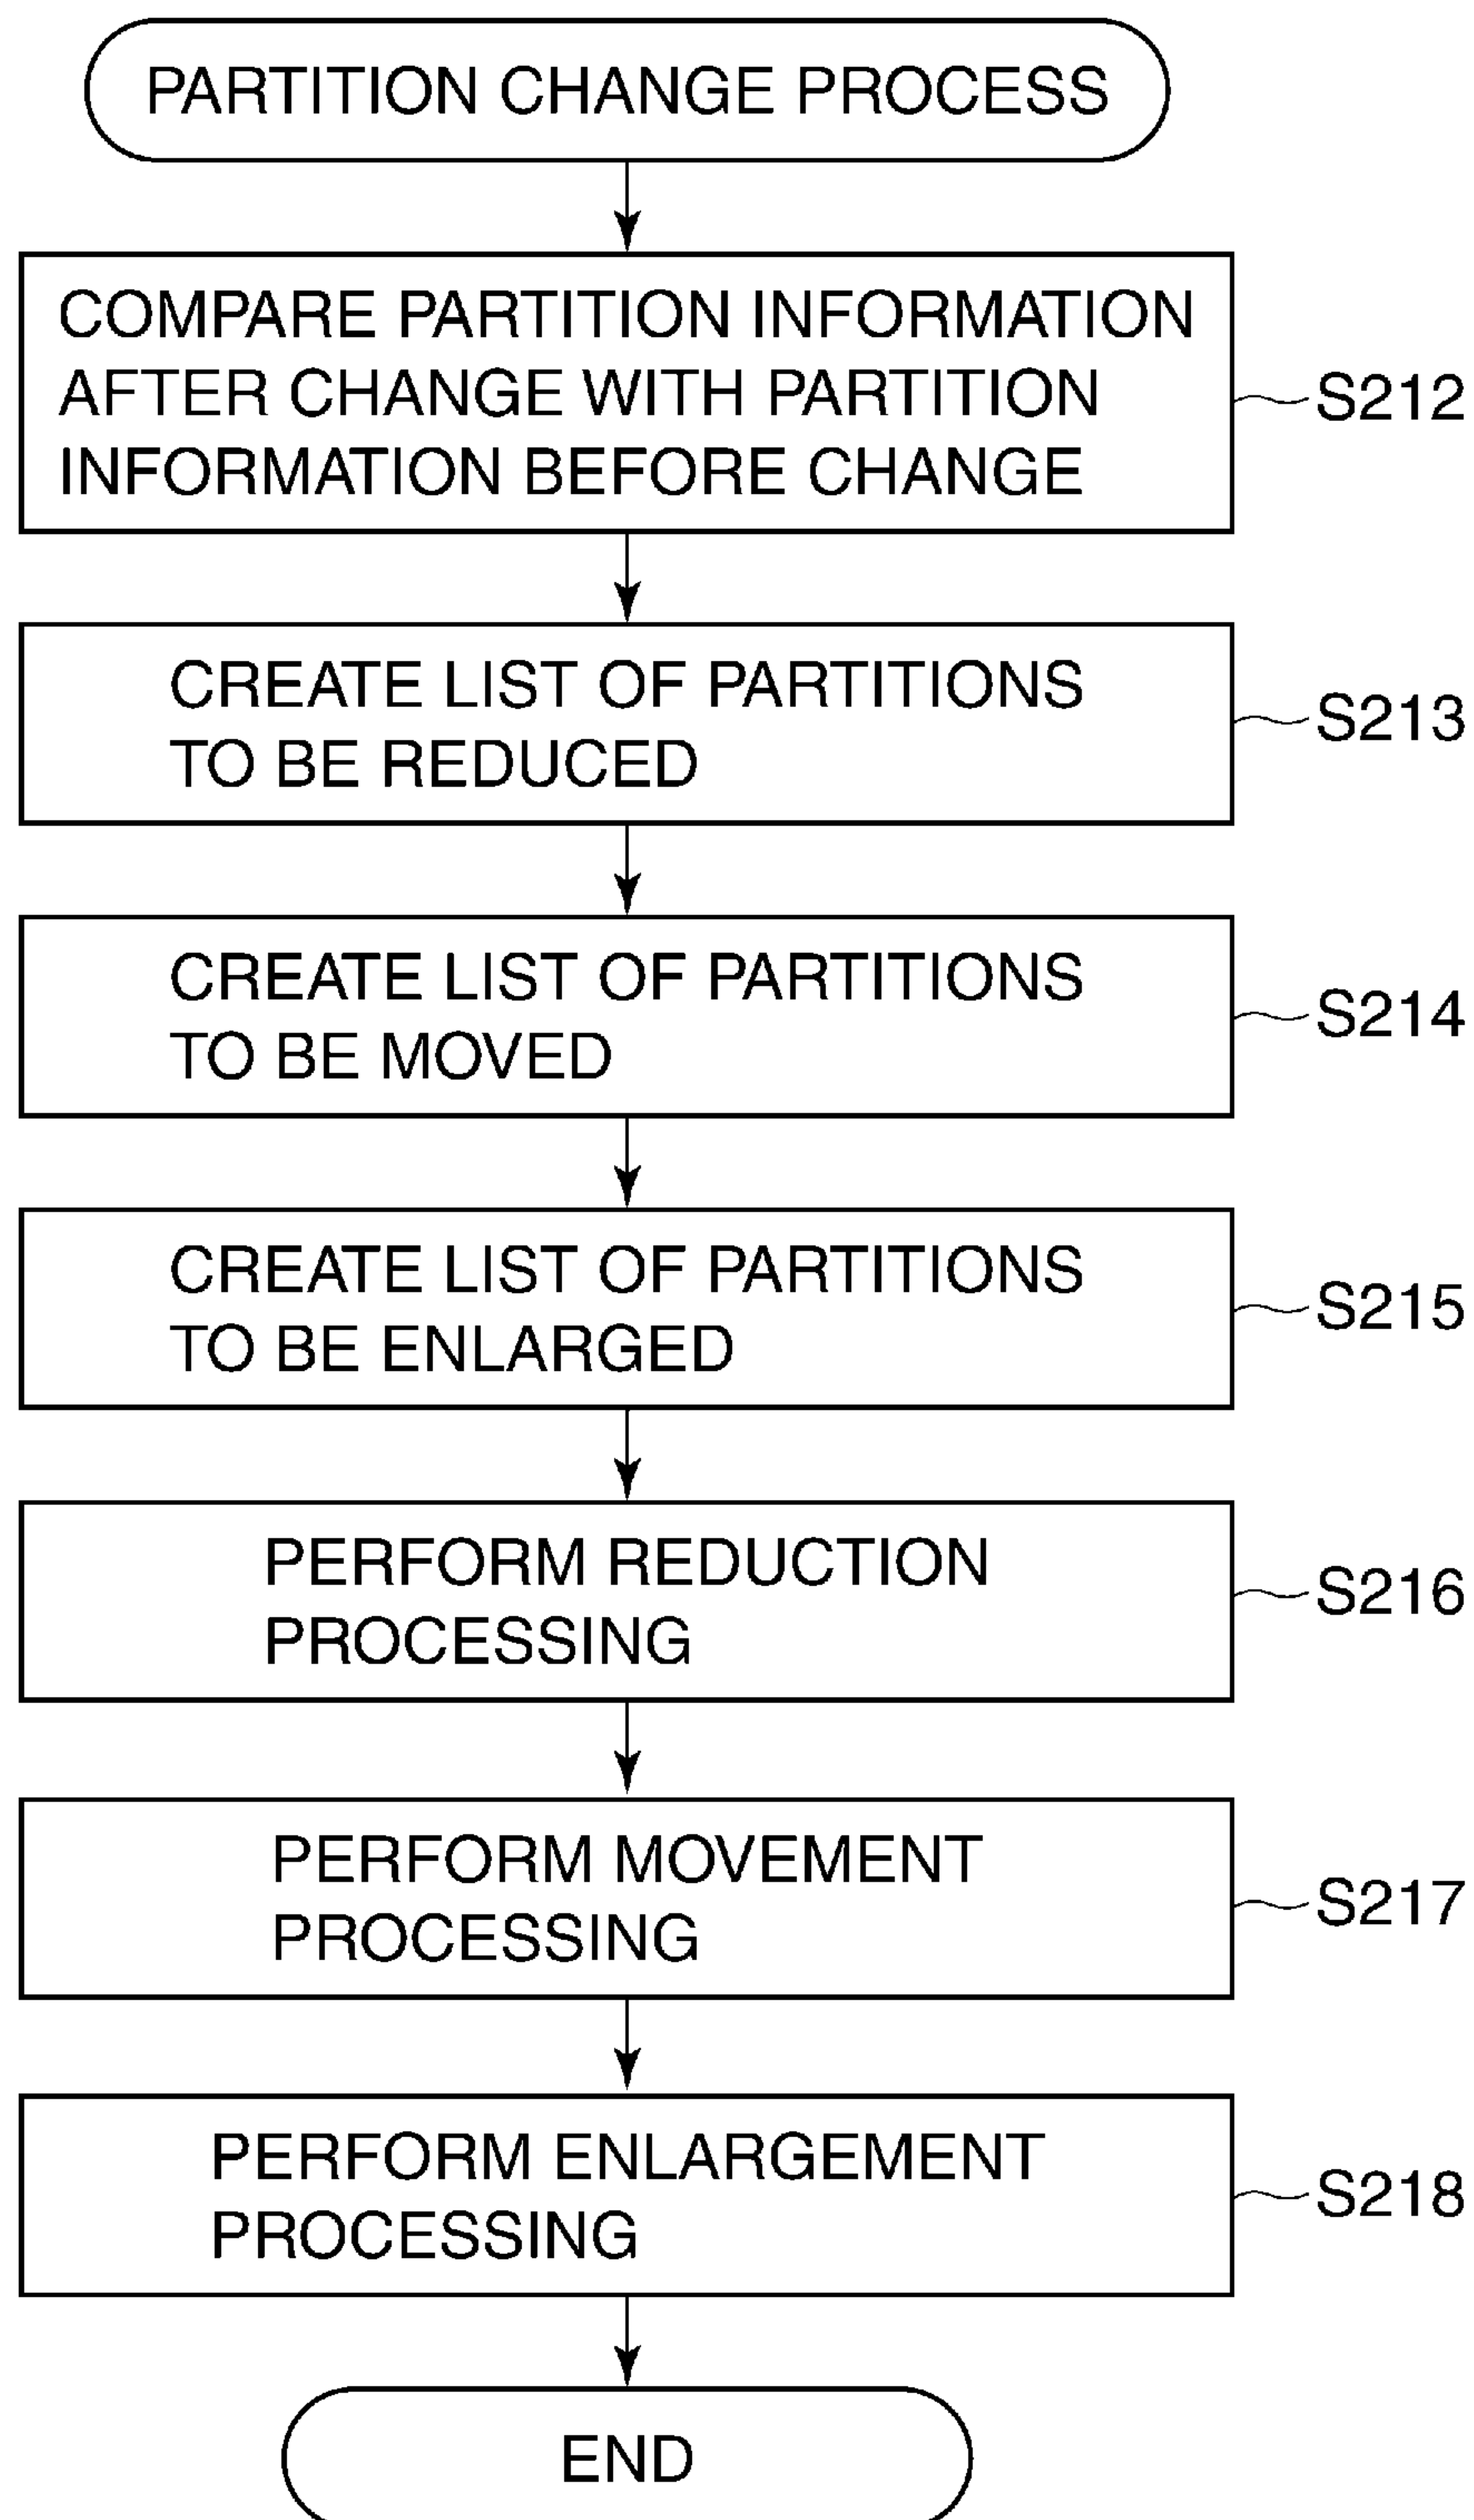 PARTITION CHANGE PROCESS
COMPARE PARTITION INFORMATION
AFTER CHANGE WITH PARTITION
INFORMATION BEFORE CHANGE
S212
CREATE LIST OF PARTITIONS
TO BE REDUCED
S213
CREATE LIST OF PARTITIONS
TO BE MOVED
S214
CREATE LIST OF PARTITIONS
TO BE ENLARGED
S215
PERFORM REDUCTION
PROCESSING
S216
PERFORM MOVEMENT
PROCESSING
S217
PERFORM ENLARGEMENT
PROCESSING
S218
END